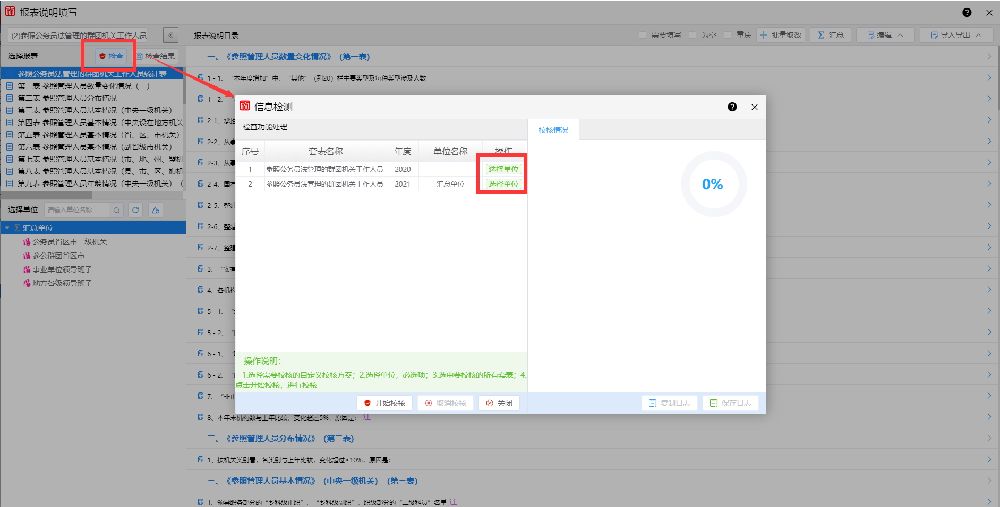 报表说明填写
(2)参照公务员法管理的群团机关工作人员
报表说明目录
需要填写
为空
重庆
批量取数
汇总
编辑
导入导出
选择报表
检查
检查结果
参照公务员法管理的群团机关工作人员统计表
第一表 参照管理人员数量变化情况（一）
第二表 参照管理人员分布情况
第三表 参照管理人员基本情况（中央一级机关）
第四表 参照管理人员基本情况（中央设在地方机关
第五表 参照管理人员基本情况（省、区、市机关）
第六表 参照管理人员基本情况（副省级市机关）
第七表 参照管理人员基本情况（市、地、州、盟机
第八表 参照管理人员基本情况（县、市、区、旗机
第九表 参照管理人员年龄情况（中央一级机关）（
选择单位
请输入单位名称
汇总单位
公务员省区市一级机关
参公群团省区市
事业单位领导班子
地方各级领导班子
一、《参照管理人员数量变化情况》（第一表）
1 - 1、“本年度增加”中，“其他”（列20）栏主要类型及每种类型涉及人数
1 - 2、
2-1、承担
2-2、从事
2-3、从事
2-4、国有
2-5、整建
2-6、整建
2-7、整建
3、“实有
4、各机构
5 - 1、
5 - 2、
6 - 1、
6 - 2、
7、“非正
8、本年末机构数与上年比较，变化超过5%，原因是： 注
二、《参照管理人员分布情况》（第二表）
1、按机关类别看，各类别与上年比较，变化超过≥10%，原因是：
三、《参照管理人员基本情况》（中央一级机关）（第三表）
1、领导职务部分的“乡科级正职”、“乡科级副职”，职级部分的“二级科员”名单 注
信息检测
检查功能处理
校核情况
序号 套表名称 年度 单位名称 操作
1 参照公务员法管理的群团机关工作人员 2020 选择单位
2 参照公务员法管理的群团机关工作人员 2021 汇总单位 选择单位
0%
操作说明：
1.选择需要校核的自定义校核方案；2.选择单位，必选项；3.选中要校核的所有套表；4.
点击开始校核，进行校核
开始校核
取消校核
关闭
复制日志
保存日志